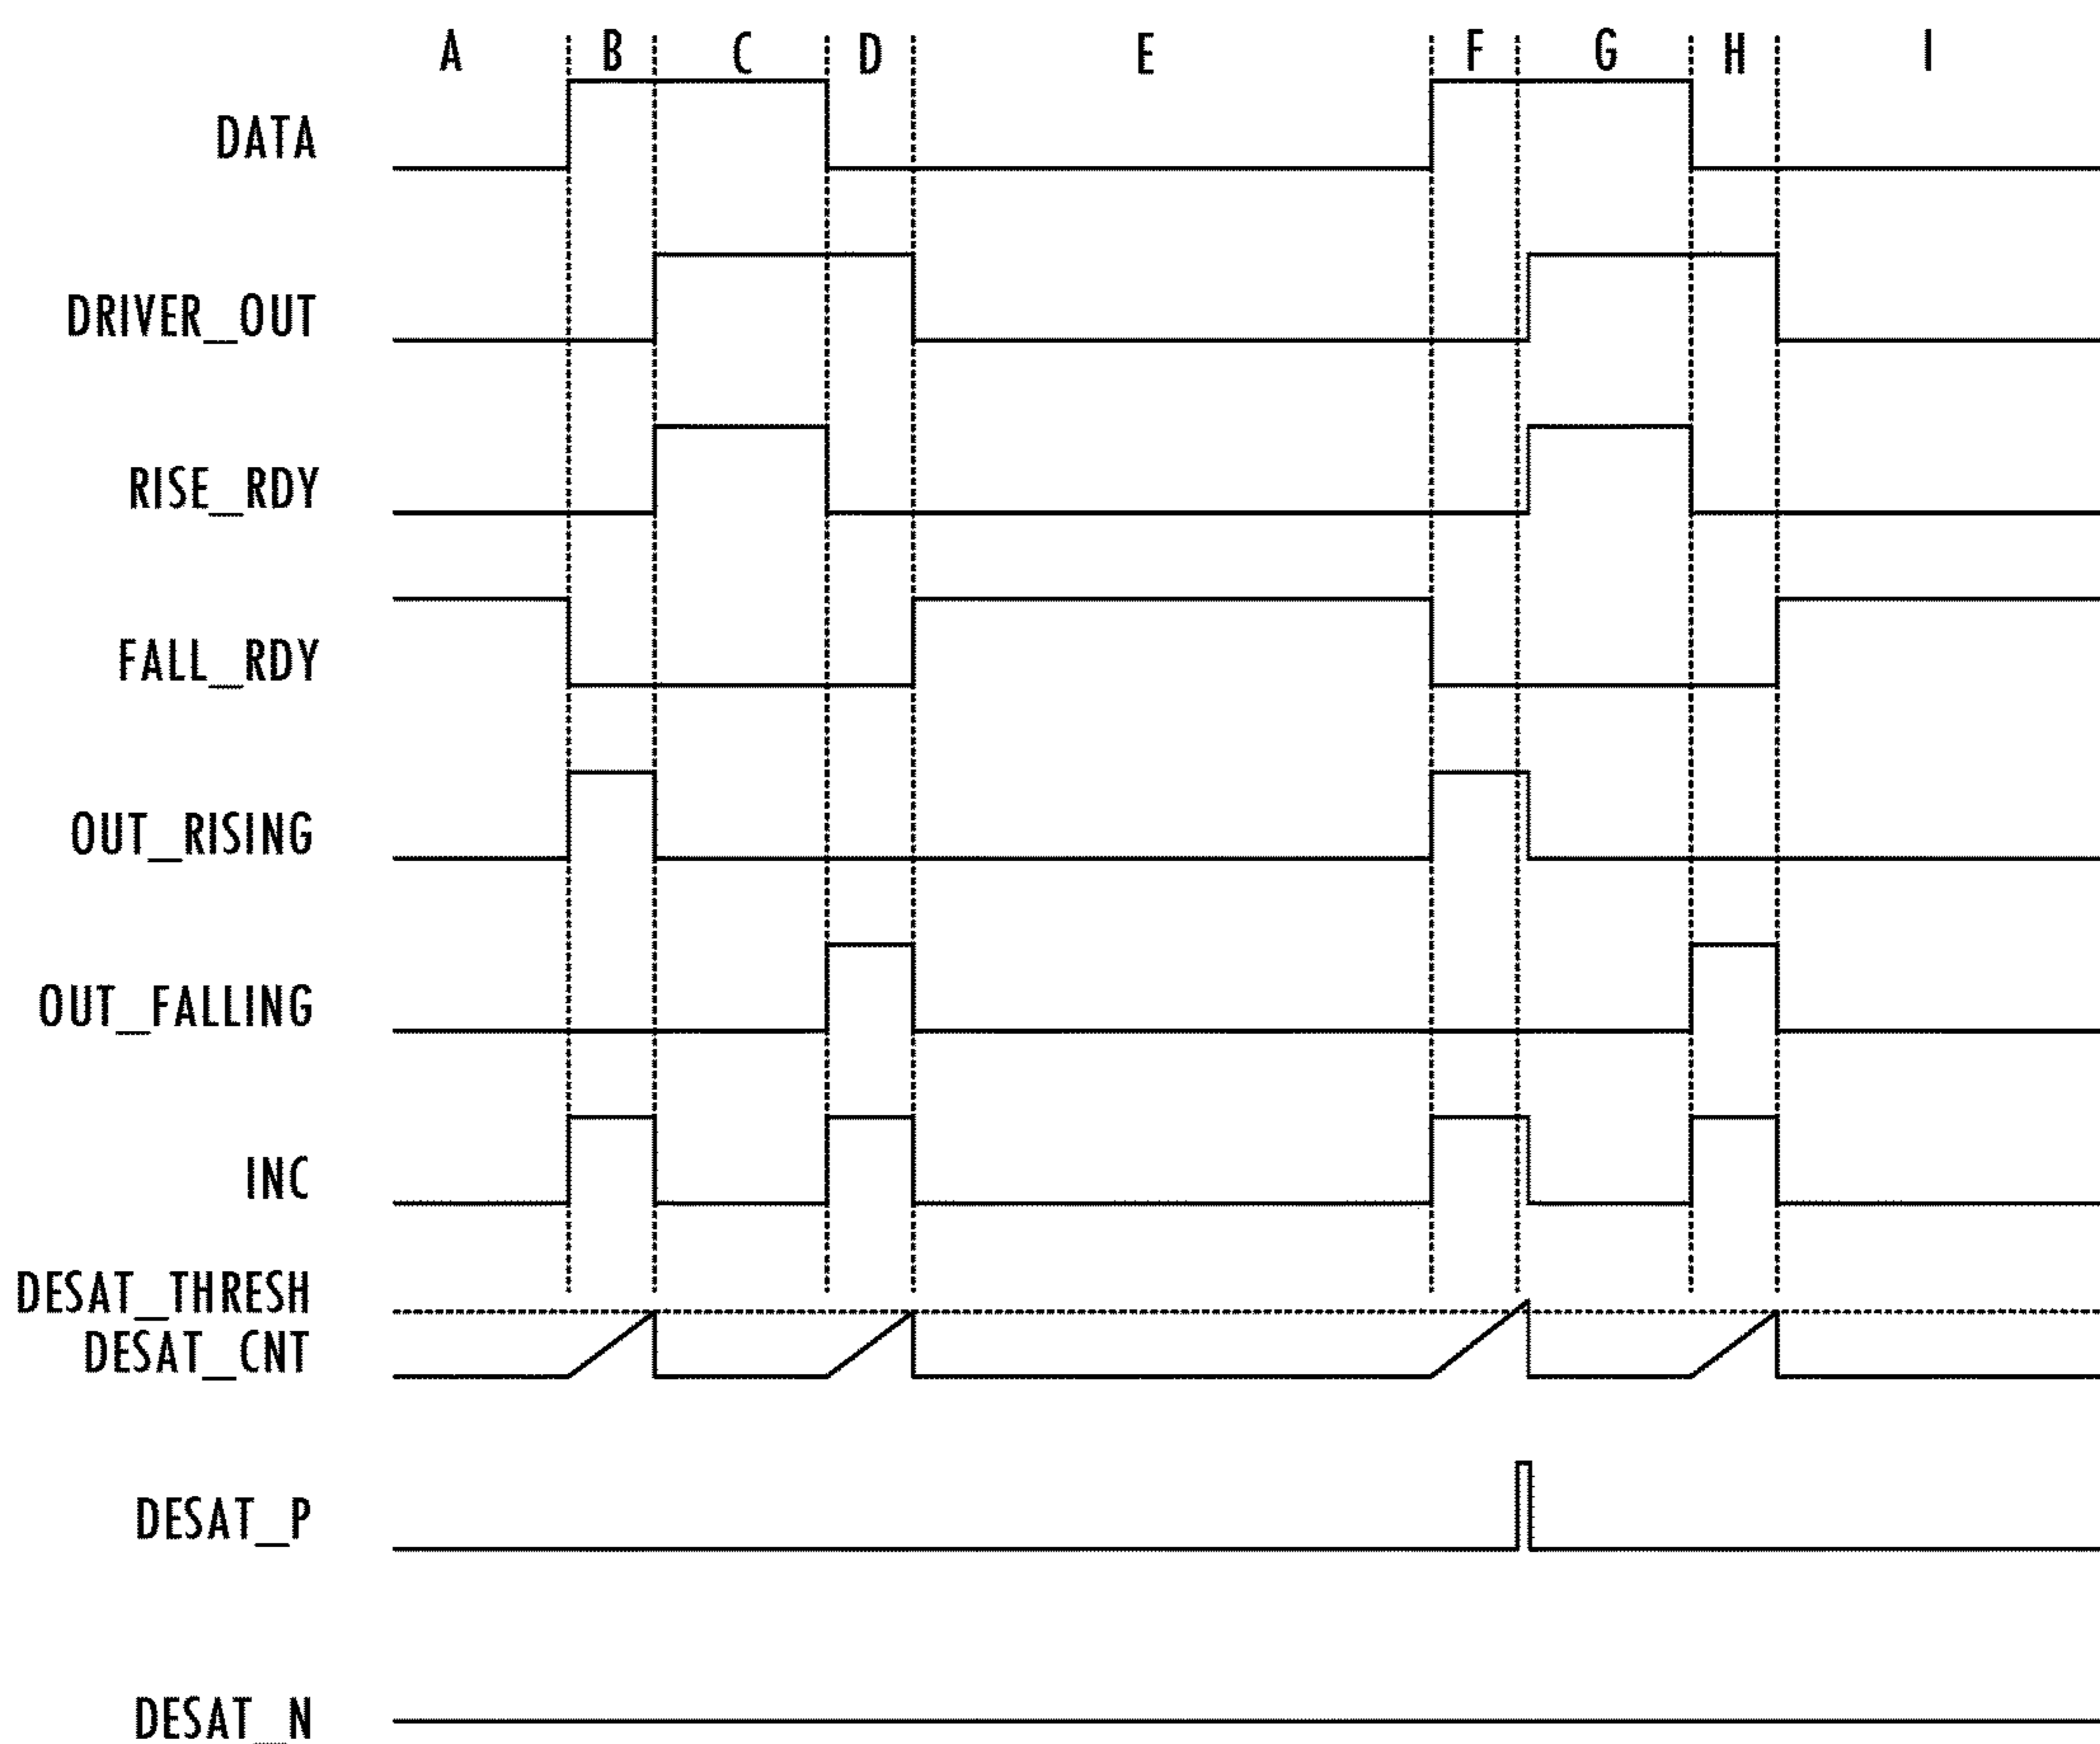 A B C D E F G H I
DATA
DRIVER_OUT
RISE_RDY
FALL_RDY
OUT_RISING
OUT_FALLING
INC
DESAT_THRESH
DESAT_CNT
DESAT_P
DESAT_N